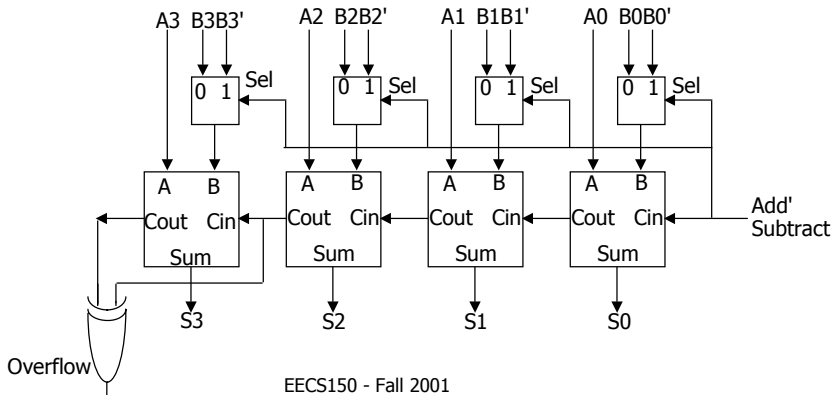 A3 B3B3' A2 B2B2' A1 B1B1' A0 B0B0'
0 1 Sel 0 1 Sel 0 1 Sel 0 1 Sel
A B A B A B A B
Cout Cin Cout Cin Cout Cin Cout Cin
Add'
Subtract
Sum Sum Sum Sum
S3 S2 S1 S0
Overflow
EECS150 - Fall 2001